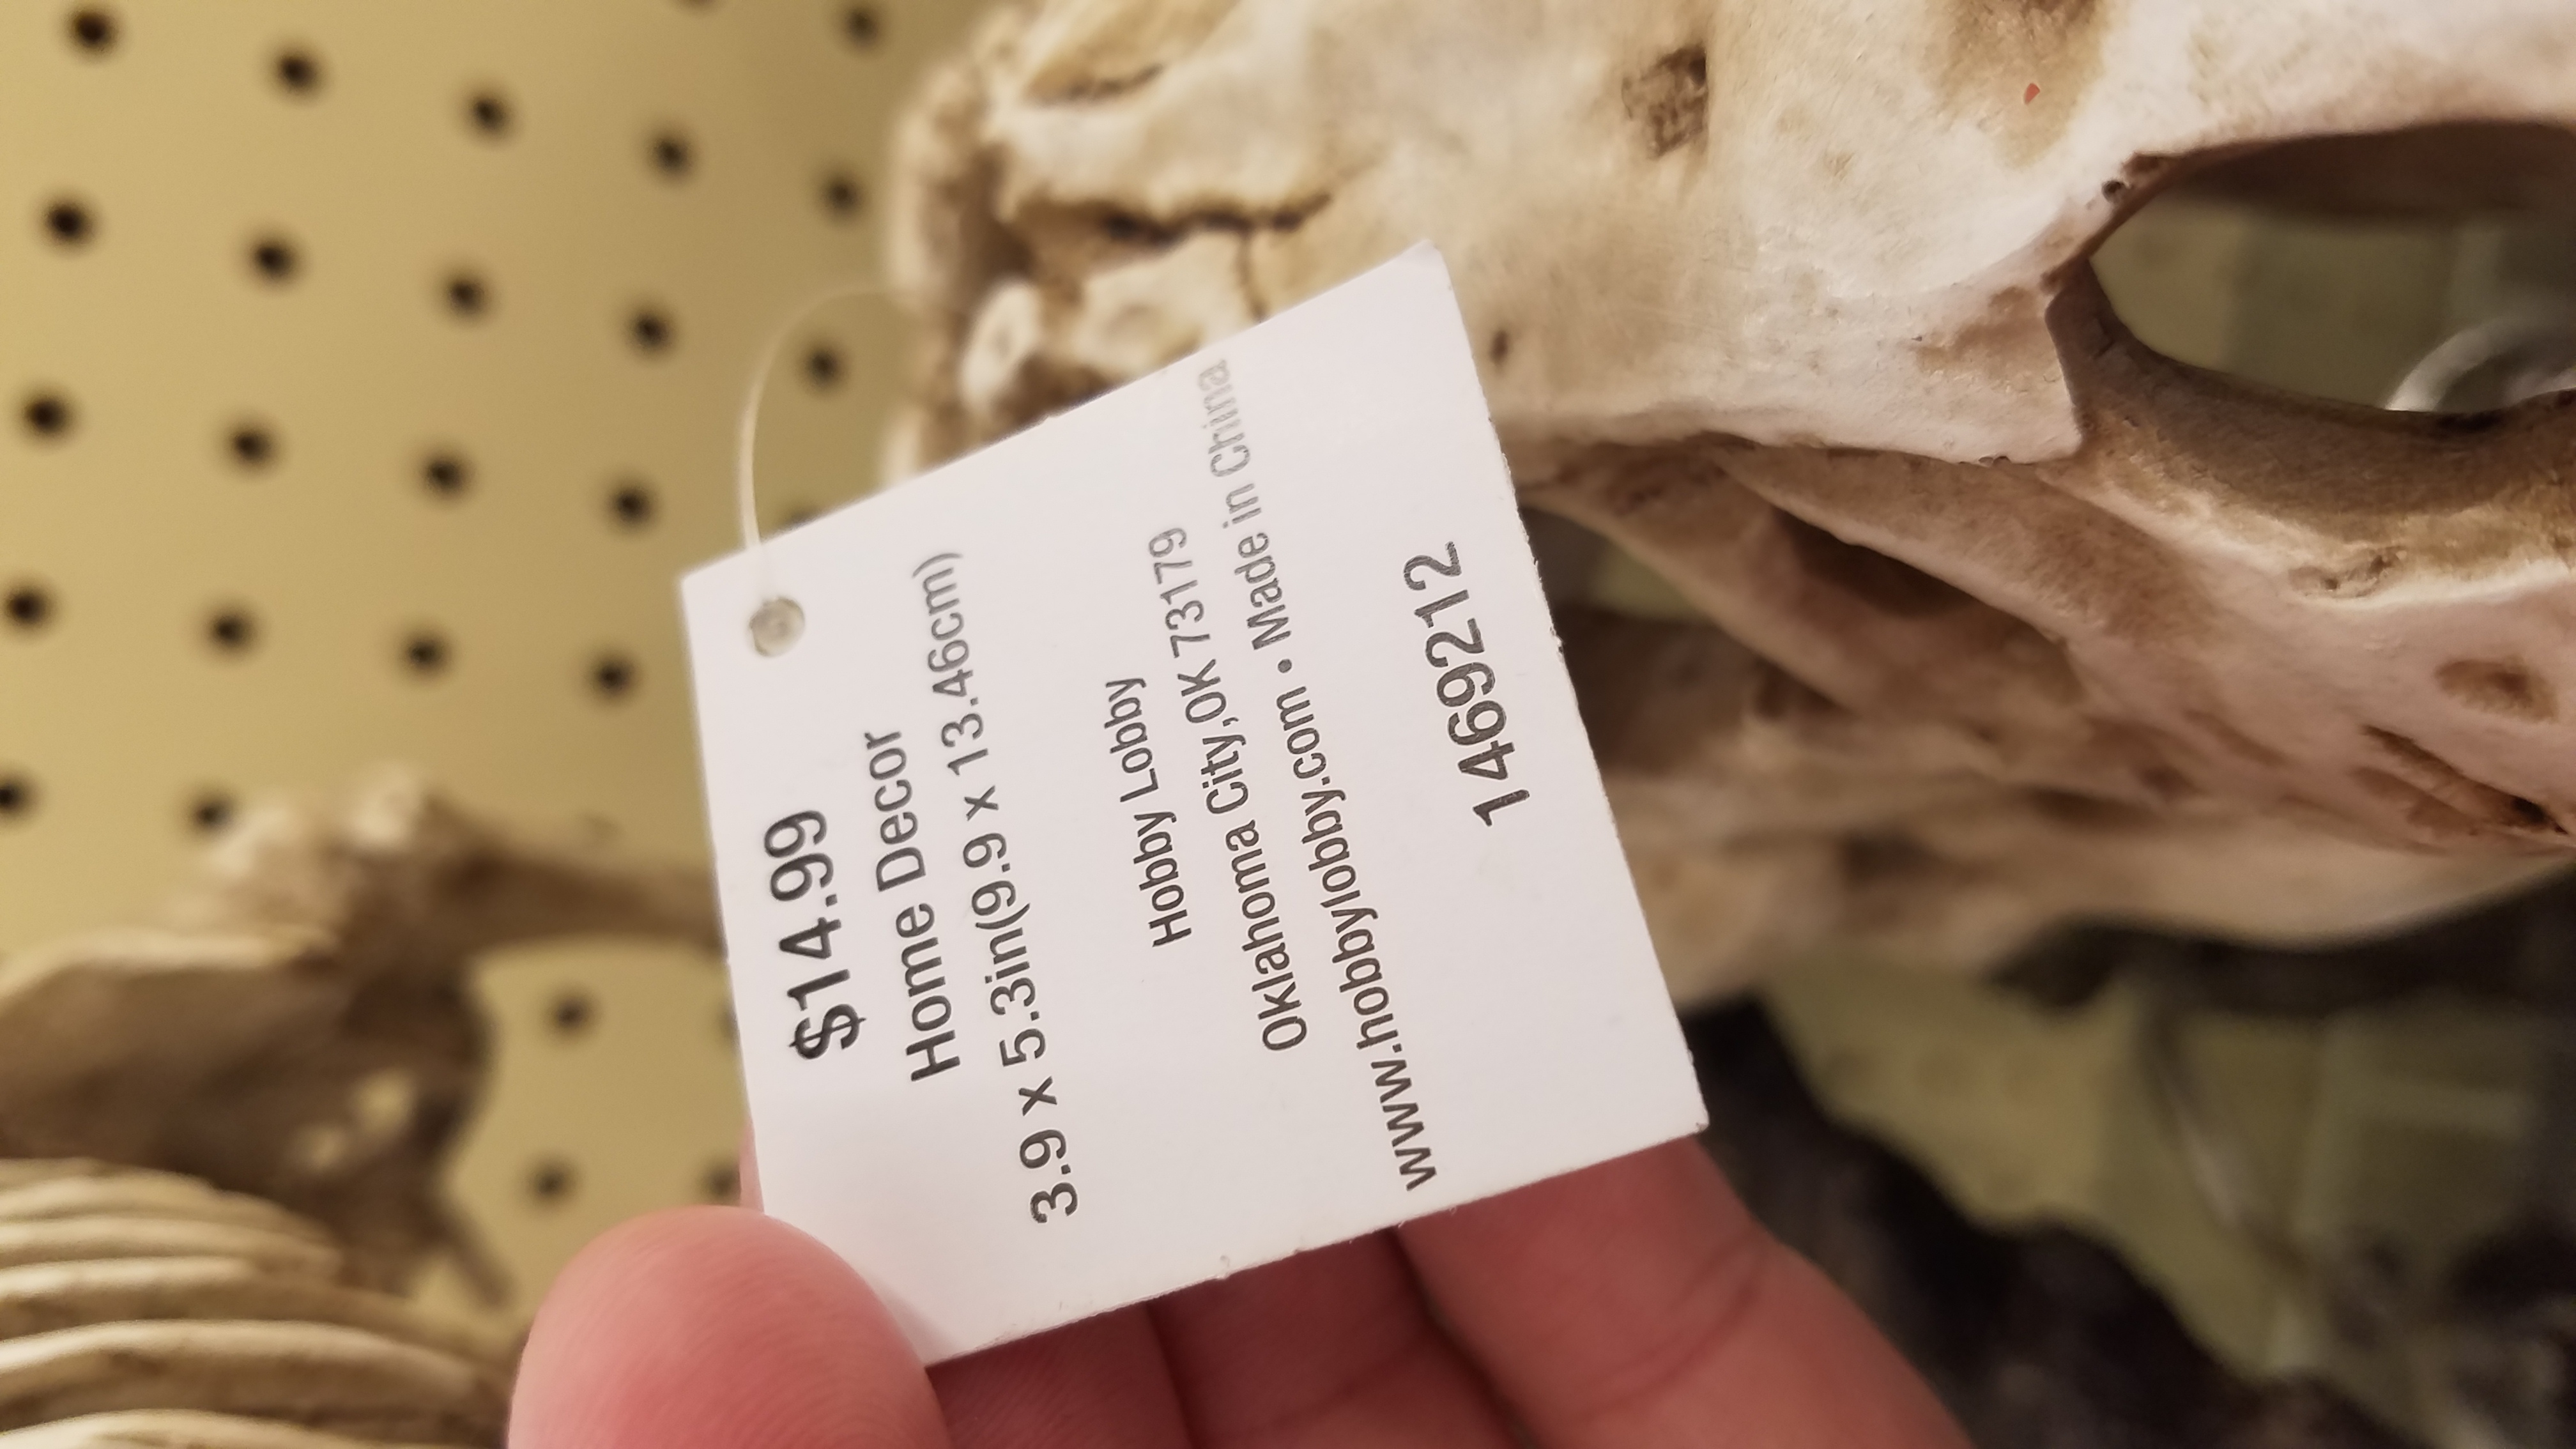 $14.99
Home Decor
3.9 x 5.3in(9.9 x 13.46cm)
Hobby Lobby
Oklahoma City,OK 73179
www.hobbylobby.com • Made in China
1469212